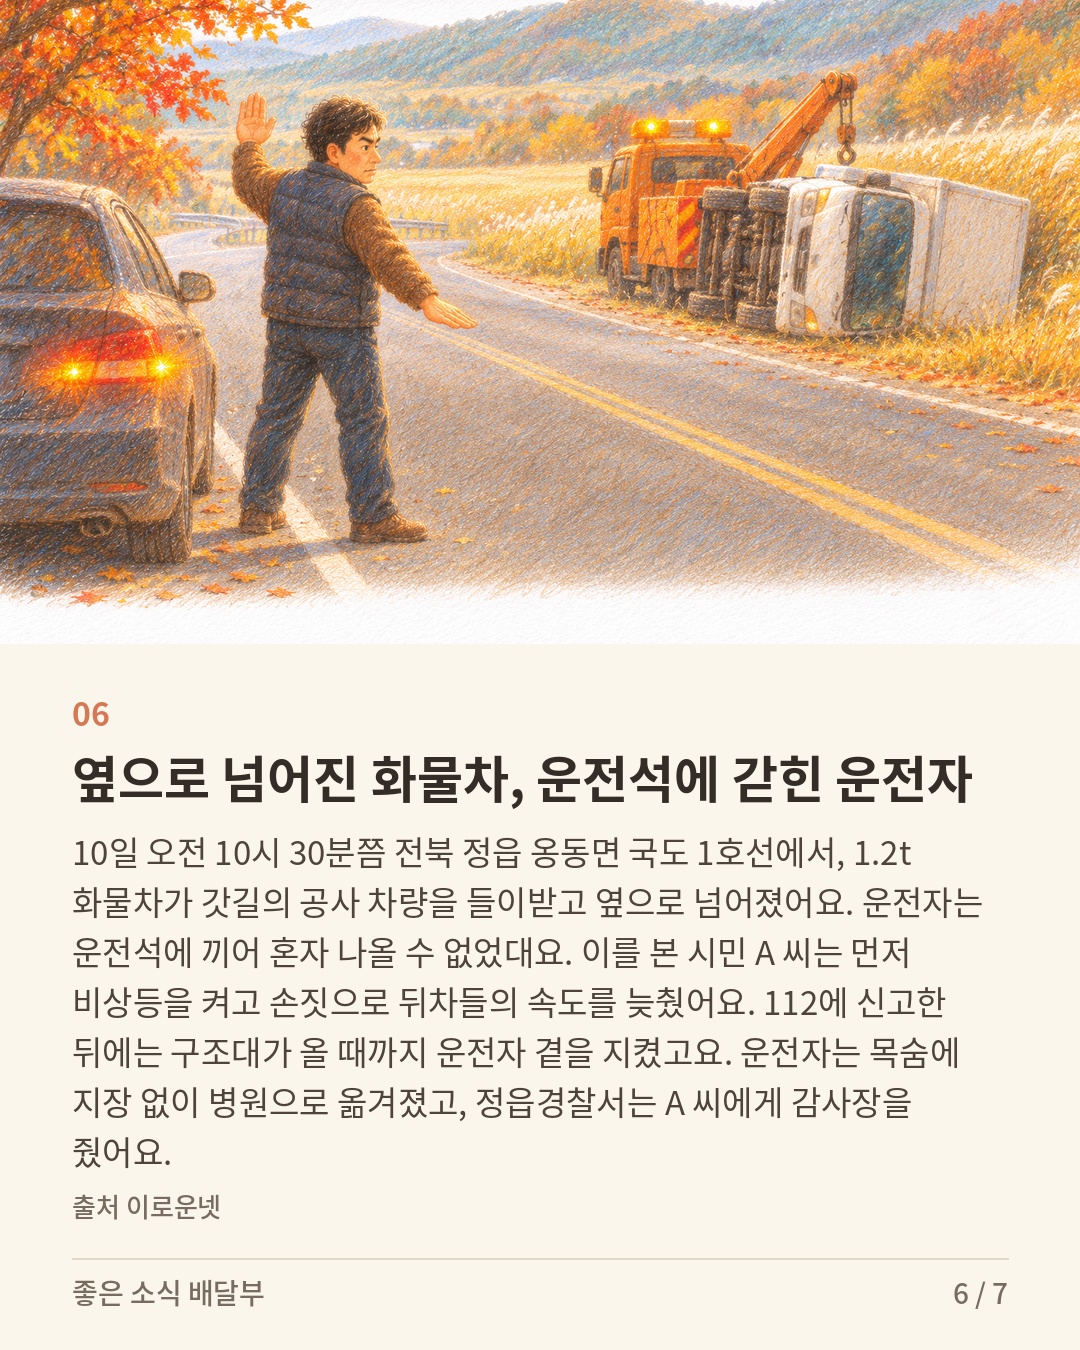 06
옆으로 넘어진 화물차, 운전석에 갇힌 운전자
10일 오전 10시 30분쯤 전북 정읍 옹동면 국도 1호선에서, 1.2t
화물차가 갓길의 공사 차량을 들이받고 옆으로 넘어졌어요. 운전자는
운전석에 끼어 혼자 나올 수 없었대요. 이를 본 시민 A 씨는 먼저
비상등을 켜고 손짓으로 뒤차들의 속도를 늦췄어요. 112에 신고한
뒤에는 구조대가 올 때까지 운전자 곁을 지켰고요. 운전자는 목숨에
지장 없이 병원으로 옮겨졌고, 정읍경찰서는 A 씨에게 감사장을
줬어요.
출처 이로운넷
좋은 소식 배달부
6 / 7